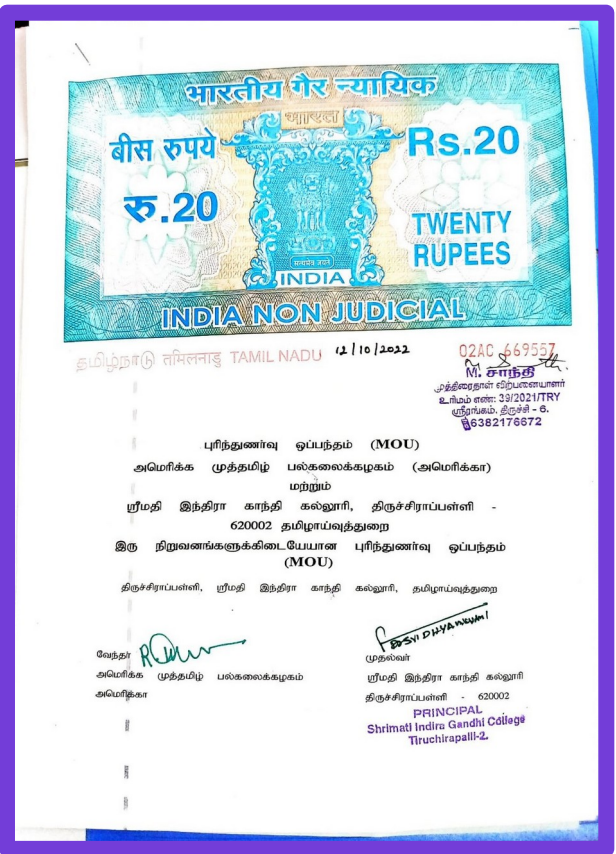 भारतीय गैर न्यायिक
भारत
बीस रुपये Rs.20
रु.20 TWENTY
RUPEES
सत्यमेव जयते
INDIA
INDIA NON JUDICIAL
தமிழ்நாடு तमिलनाडु TAMIL NADU 12/10/2022 02AC 669557
M. சாந்தி
முத்திரைதாள் விற்பனையாளர்
உரிமம் எண்: 39/2021/TRY
ஸ்ரீரங்கம், திருச்சி - 6.
6382176672
புரிந்துணர்வு ஒப்பந்தம் (MOU)
அமெரிக்க முத்தமிழ் பல்கலைக்கழகம் (அமெரிக்கா)
மற்றும்
ஸ்ரீமதி இந்திரா காந்தி கல்லூரி, திருச்சிராப்பள்ளி -
620002 தமிழாய்வுத்துறை
இரு நிறுவனங்களுக்கிடையேயான புரிந்துணர்வு ஒப்பந்தம்
(MOU)
திருச்சிராப்பள்ளி, ஸ்ரீமதி இந்திரா காந்தி கல்லூரி, தமிழாய்வுத்துறை
வேந்தர்
அமெரிக்க முத்தமிழ் பல்கலைக்கழகம்
அமெரிக்கா
முதல்வர்
ஸ்ரீமதி இந்திரா காந்தி கல்லூரி
திருச்சிராப்பள்ளி - 620002
PRINCIPAL
Shrimati Indira Gandhi College
Tiruchirapalli-2.